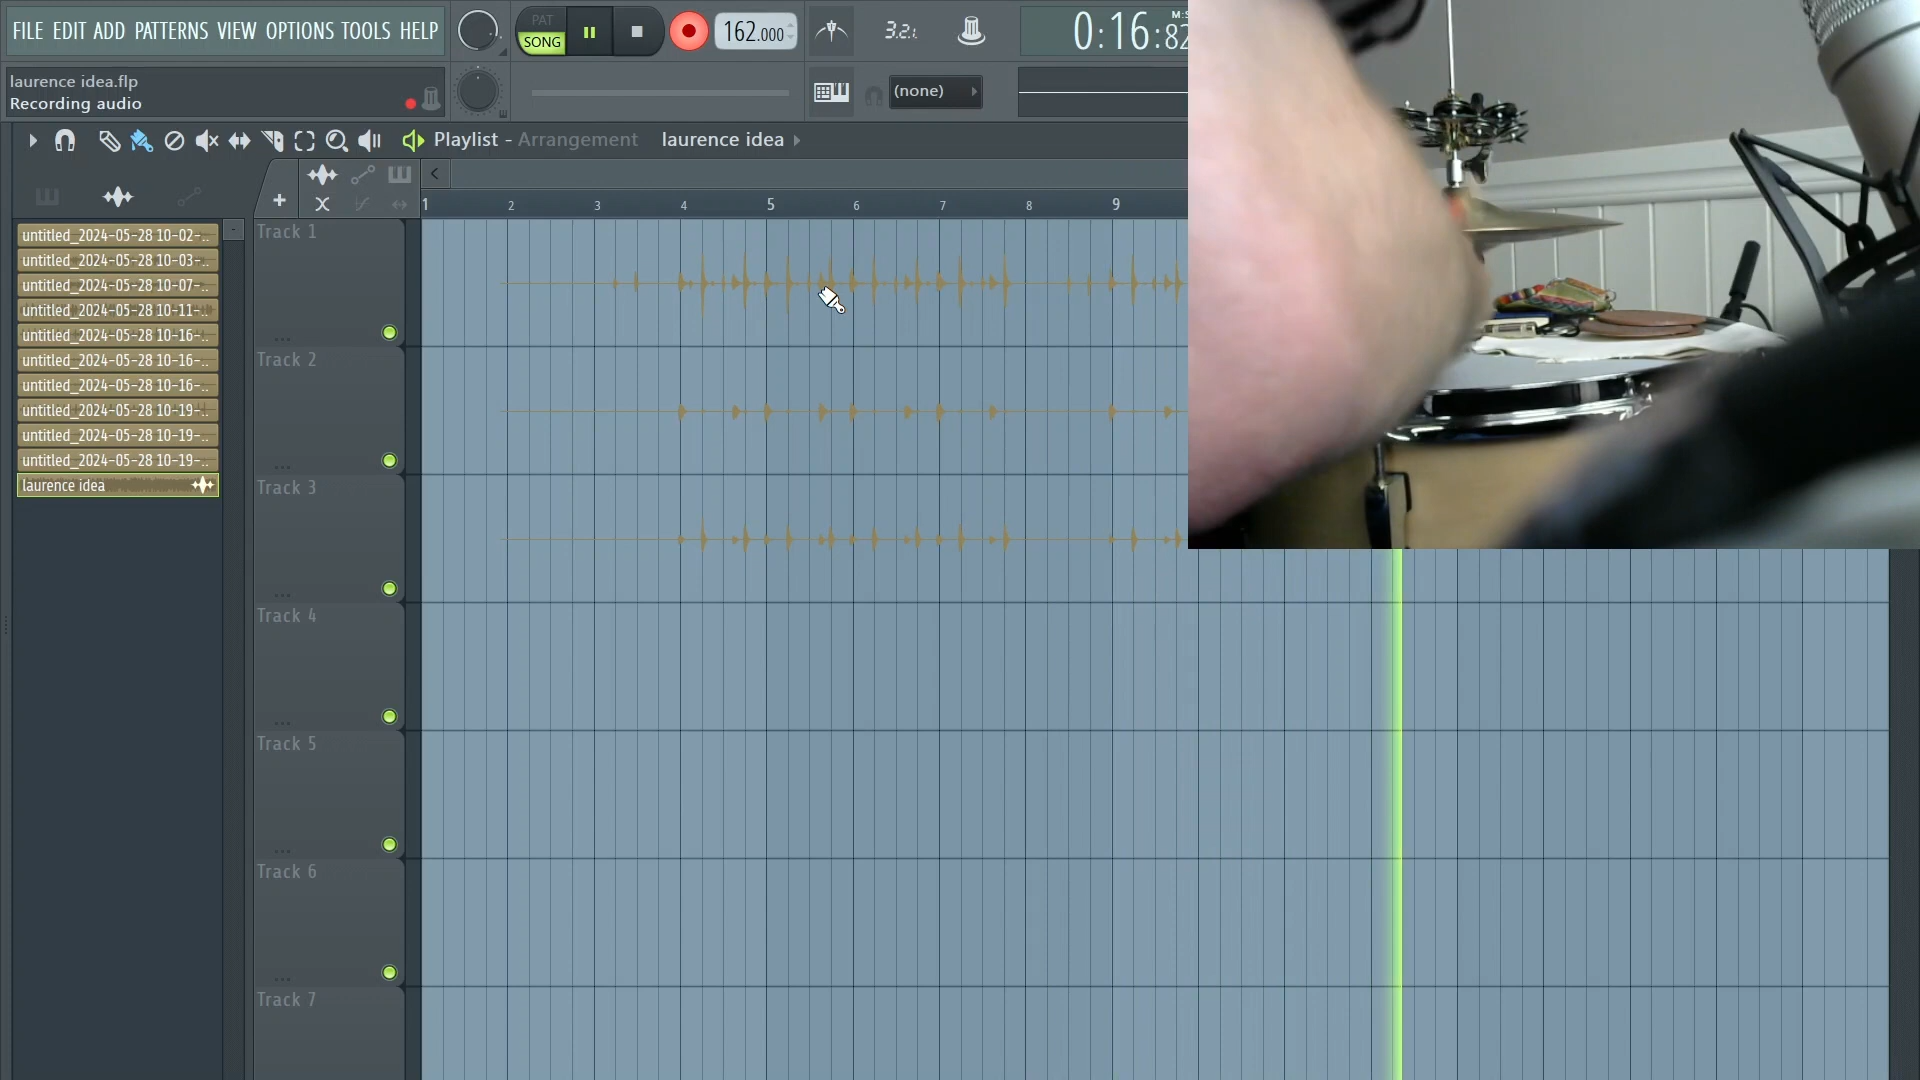 FILE EDIT ADD PATTERNS VIEW OPTIONS TOOLS HELP
PAT
SONG
162.000
3.2.
0:16:82
M:S
laurence idea.flp
Recording audio
(none)
Playlist - Arrangement laurence idea
1 2 3 4 5 6 7 8 9
untitled_2024-05-28 10-02-..
untitled_2024-05-28 10-03-..
untitled_2024-05-28 10-07-..
untitled_2024-05-28 10-11-..
untitled_2024-05-28 10-16-..
untitled_2024-05-28 10-16-..
untitled_2024-05-28 10-16-..
untitled_2024-05-28 10-19-..
untitled_2024-05-28 10-19-..
untitled_2024-05-28 10-19-..
laurence idea
Track 1
Track 2
Track 3
Track 4
Track 5
Track 6
Track 7